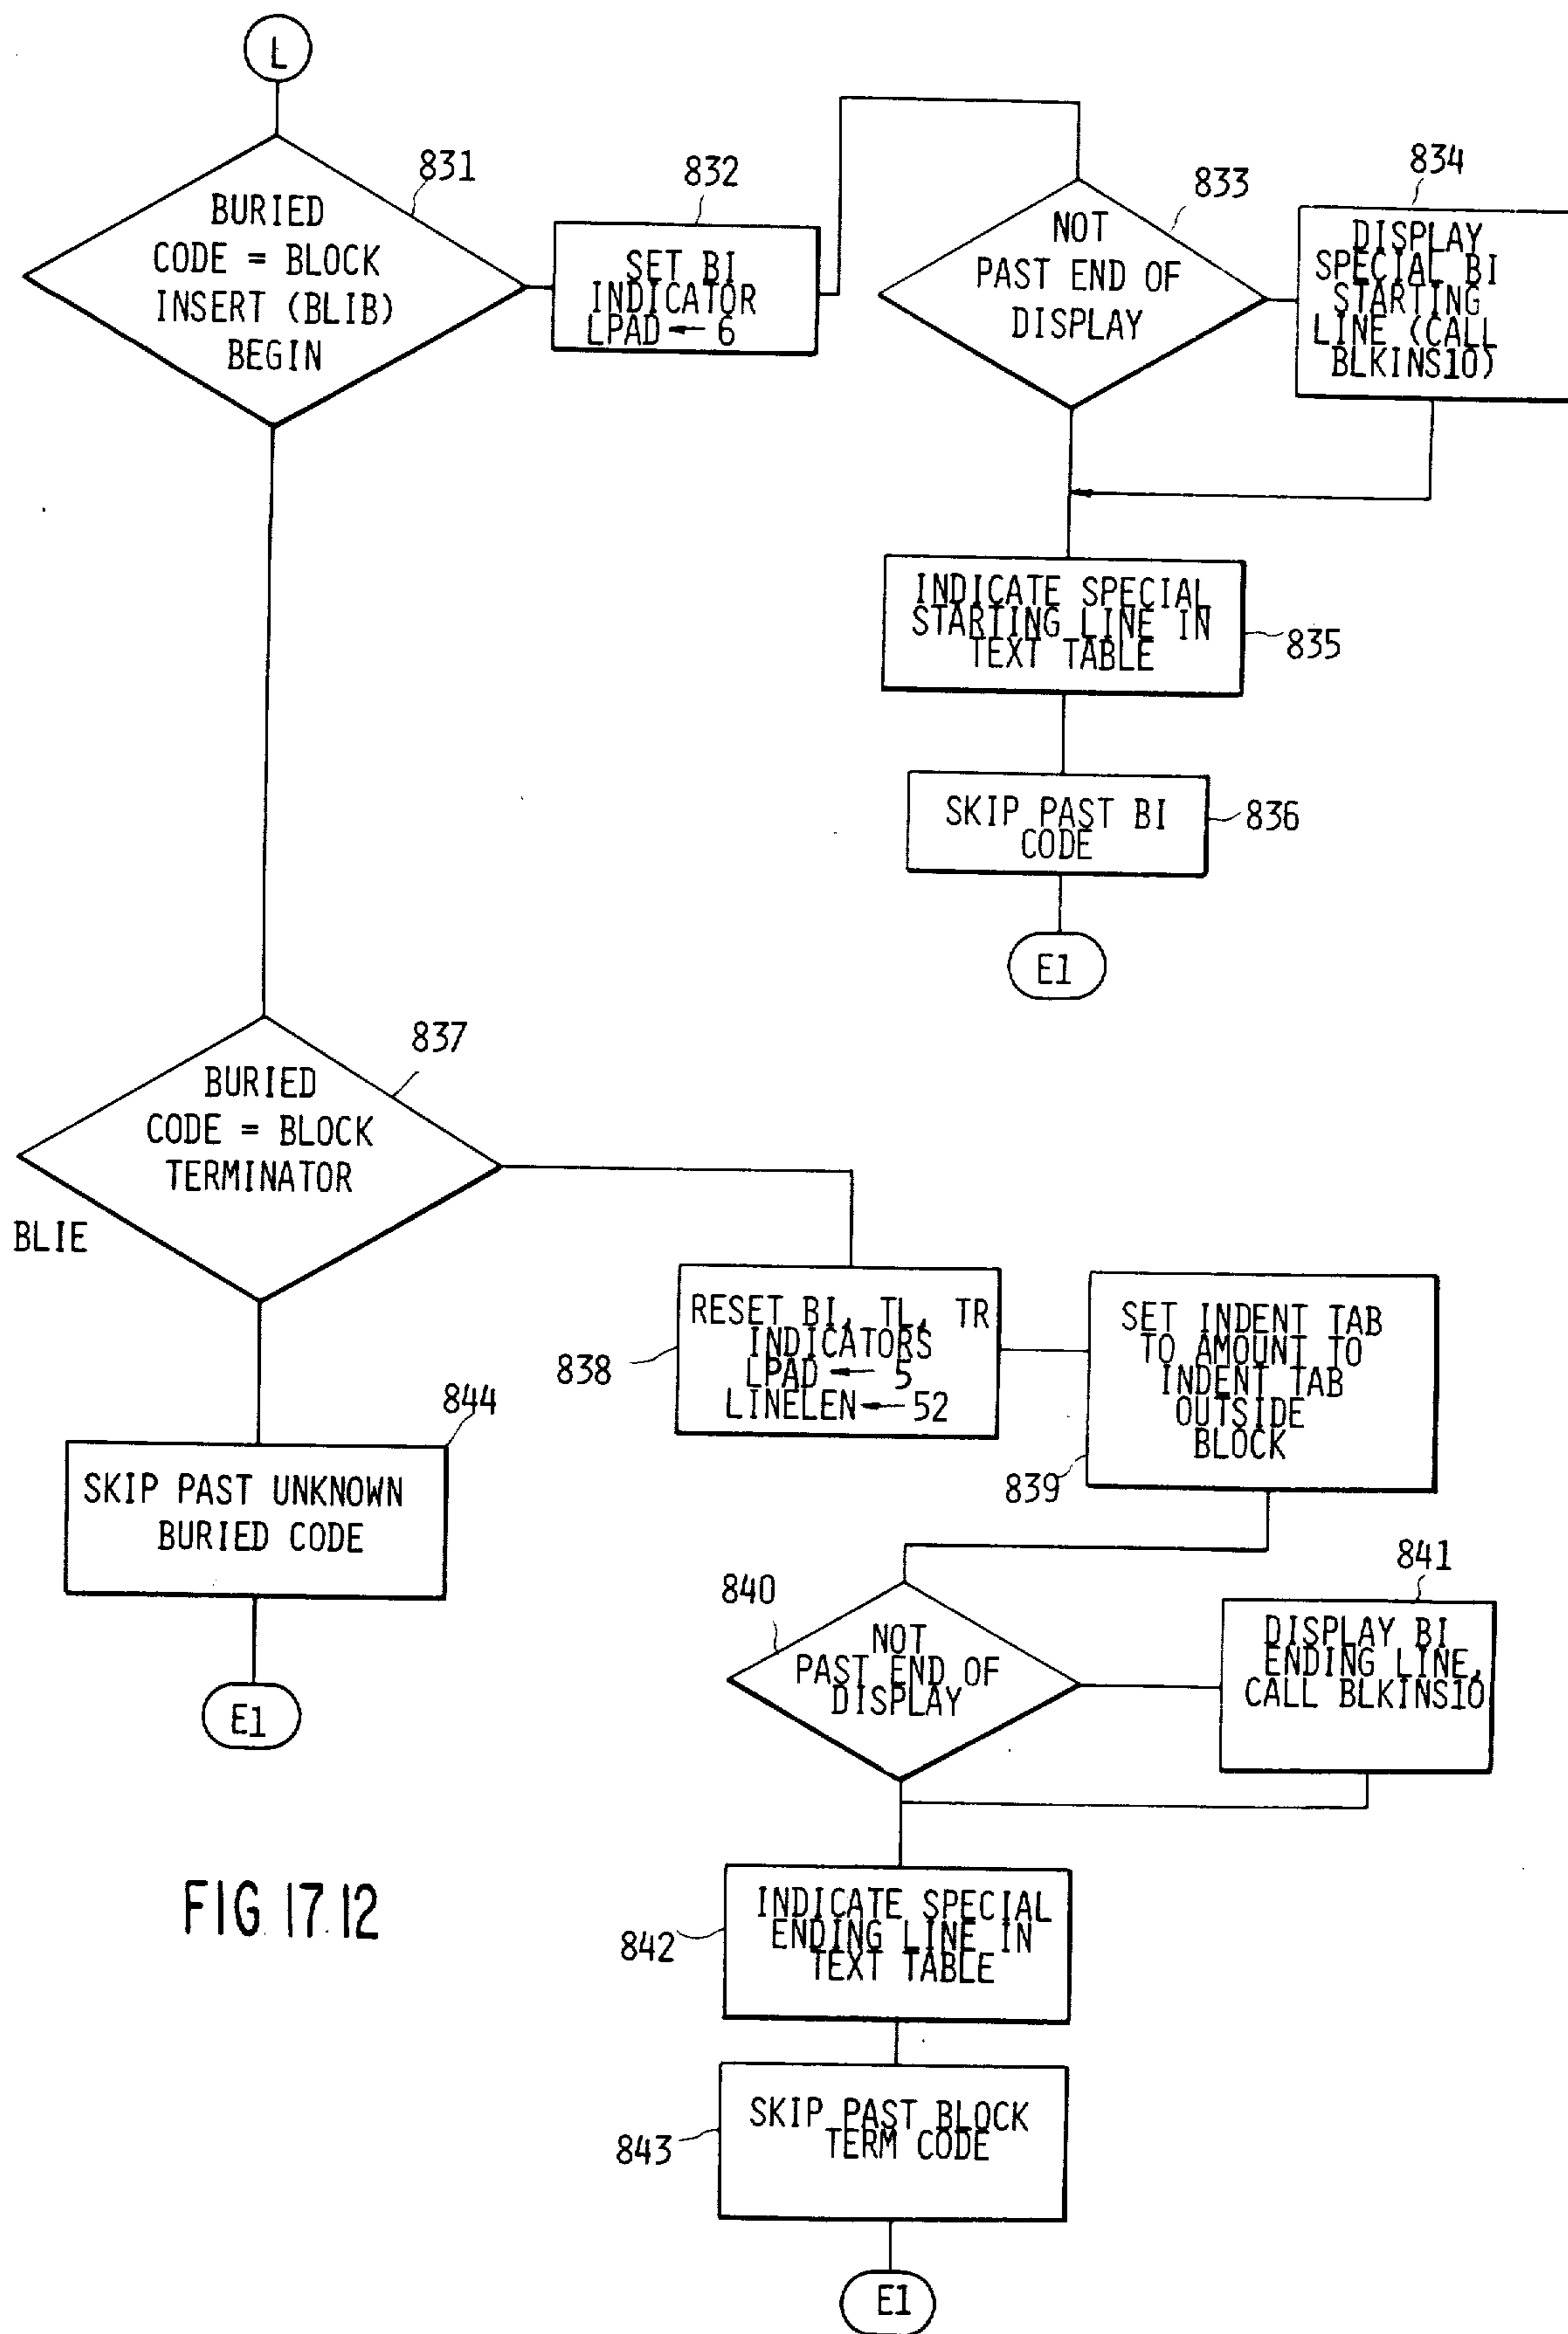 L
831
BURIED
CODE = BLOCK
INSERT (BLIB)
BEGIN
832
SET BI
INDICATOR
LPAD ← 6
833
NOT
PAST END OF
DISPLAY
834
DISPLAY
SPECIAL BI
STARTING
LINE (CALL
BLKINS10)
INDICATE SPECIAL
STARTING LINE IN
TEXT TABLE
835
SKIP PAST BI
CODE
836
E1
837
BURIED
CODE = BLOCK
TERMINATOR
BLIE
838
RESET BI, TL, TR
INDICATORS
LPAD ← 5
LINELEN ← 52
SET INDENT TAB
TO AMOUNT TO
INDENT TAB
OUTSIDE
BLOCK
839
844
SKIP PAST UNKNOWN
BURIED CODE
E1
840
NOT
PAST END OF
DISPLAY
841
DISPLAY BI
ENDING LINE,
CALL BLKINS10
842
INDICATE SPECIAL
ENDING LINE IN
TEXT TABLE
843
SKIP PAST BLOCK
TERM CODE
E1
FIG. 17.12